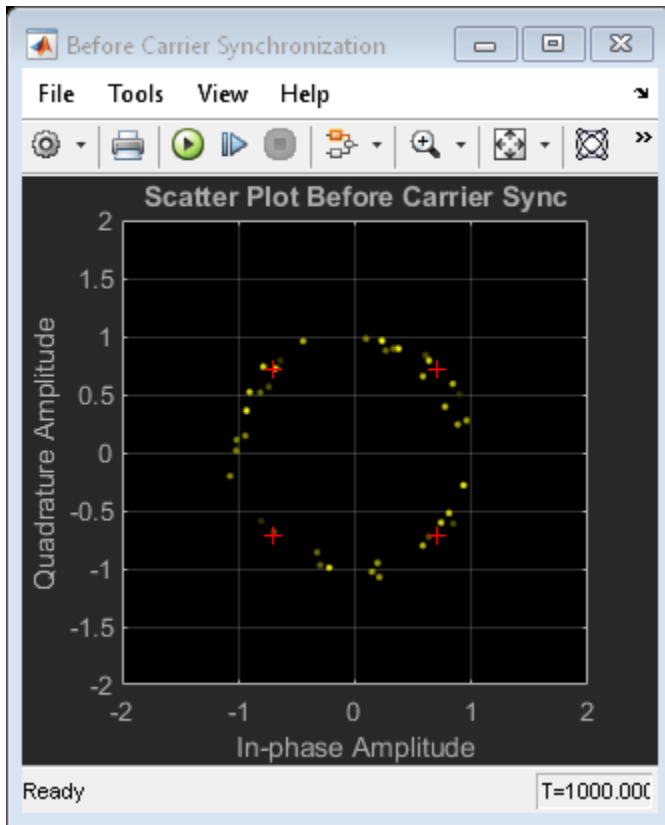 Before Carrier Synchronization
File Tools View Help
Scatter Plot Before Carrier Sync
2
1.5
1
0.5
0
-0.5
-1
-1.5
-2
Quadrature Amplitude
-2 -1 0 1 2
In-phase Amplitude
Ready T=1000.000